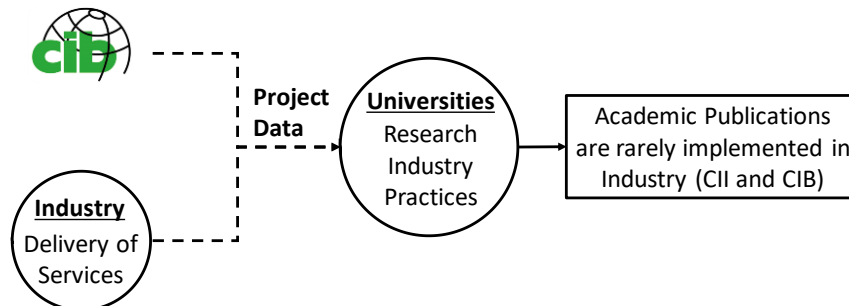 cib
Project
Data
Industry
Delivery of
Services
Universities
Research
Industry
Practices
Academic Publications
are rarely implemented in
Industry (CII and CIB)